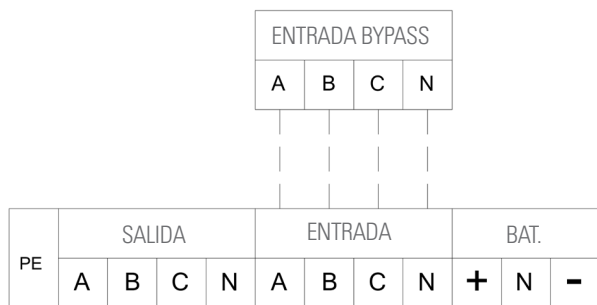 ENTRADA BYPASS
A B C N
SALIDA ENTRADA BAT.
PE A B C N A B C N + N -